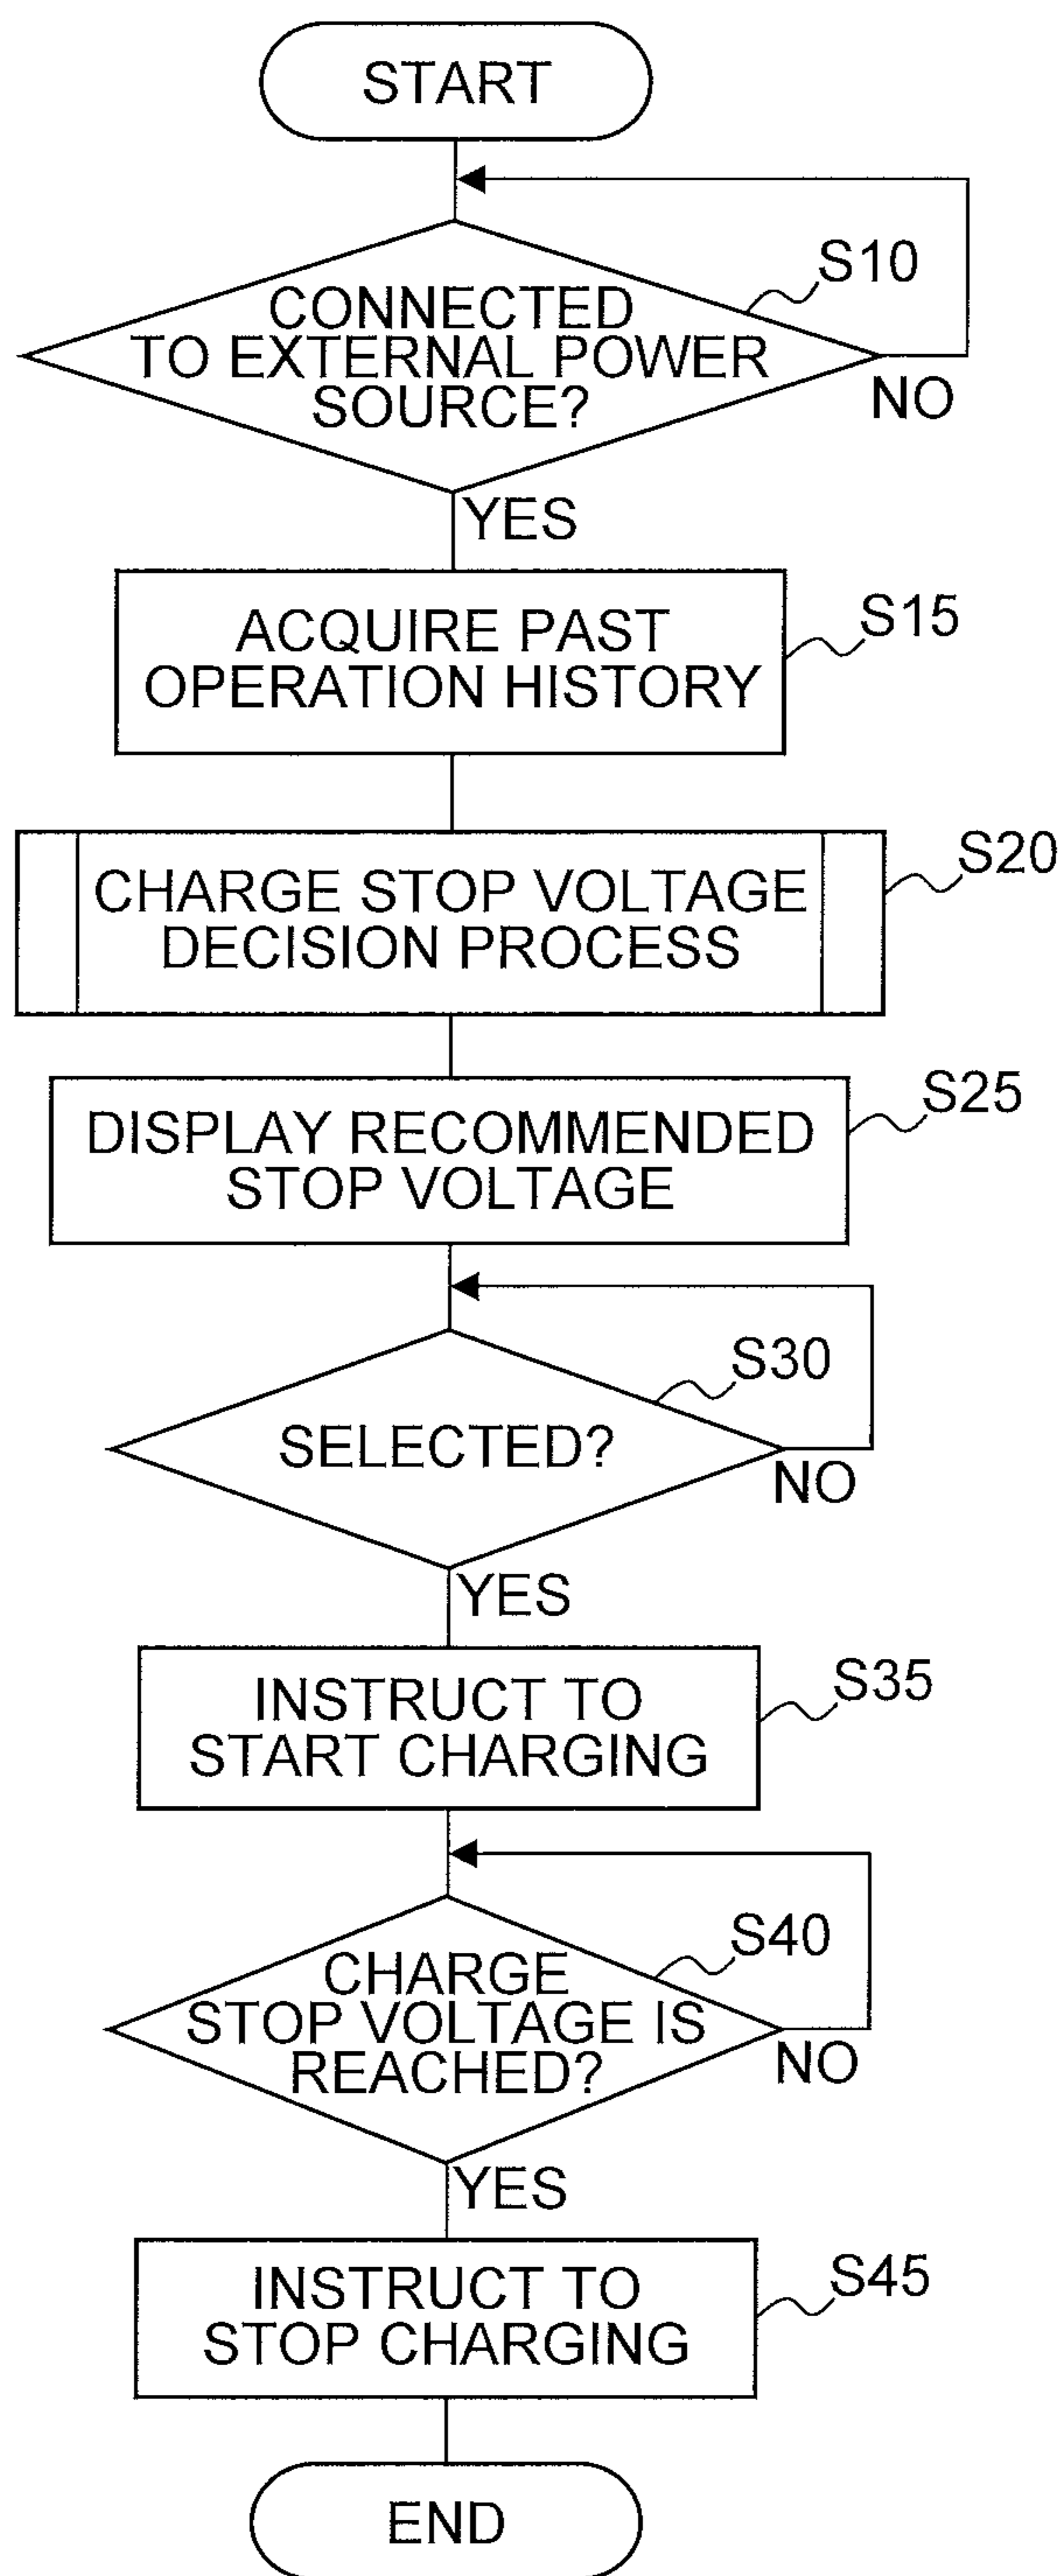 START
S10
CONNECTED
TO EXTERNAL POWER
SOURCE?
NO
YES
S15
ACQUIRE PAST
OPERATION HISTORY
S20
CHARGE STOP VOLTAGE
DECISION PROCESS
S25
DISPLAY RECOMMENDED
STOP VOLTAGE
S30
SELECTED?
NO
YES
S35
INSTRUCT TO
START CHARGING
S40
CHARGE
STOP VOLTAGE IS
REACHED?
NO
YES
S45
INSTRUCT TO
STOP CHARGING
END